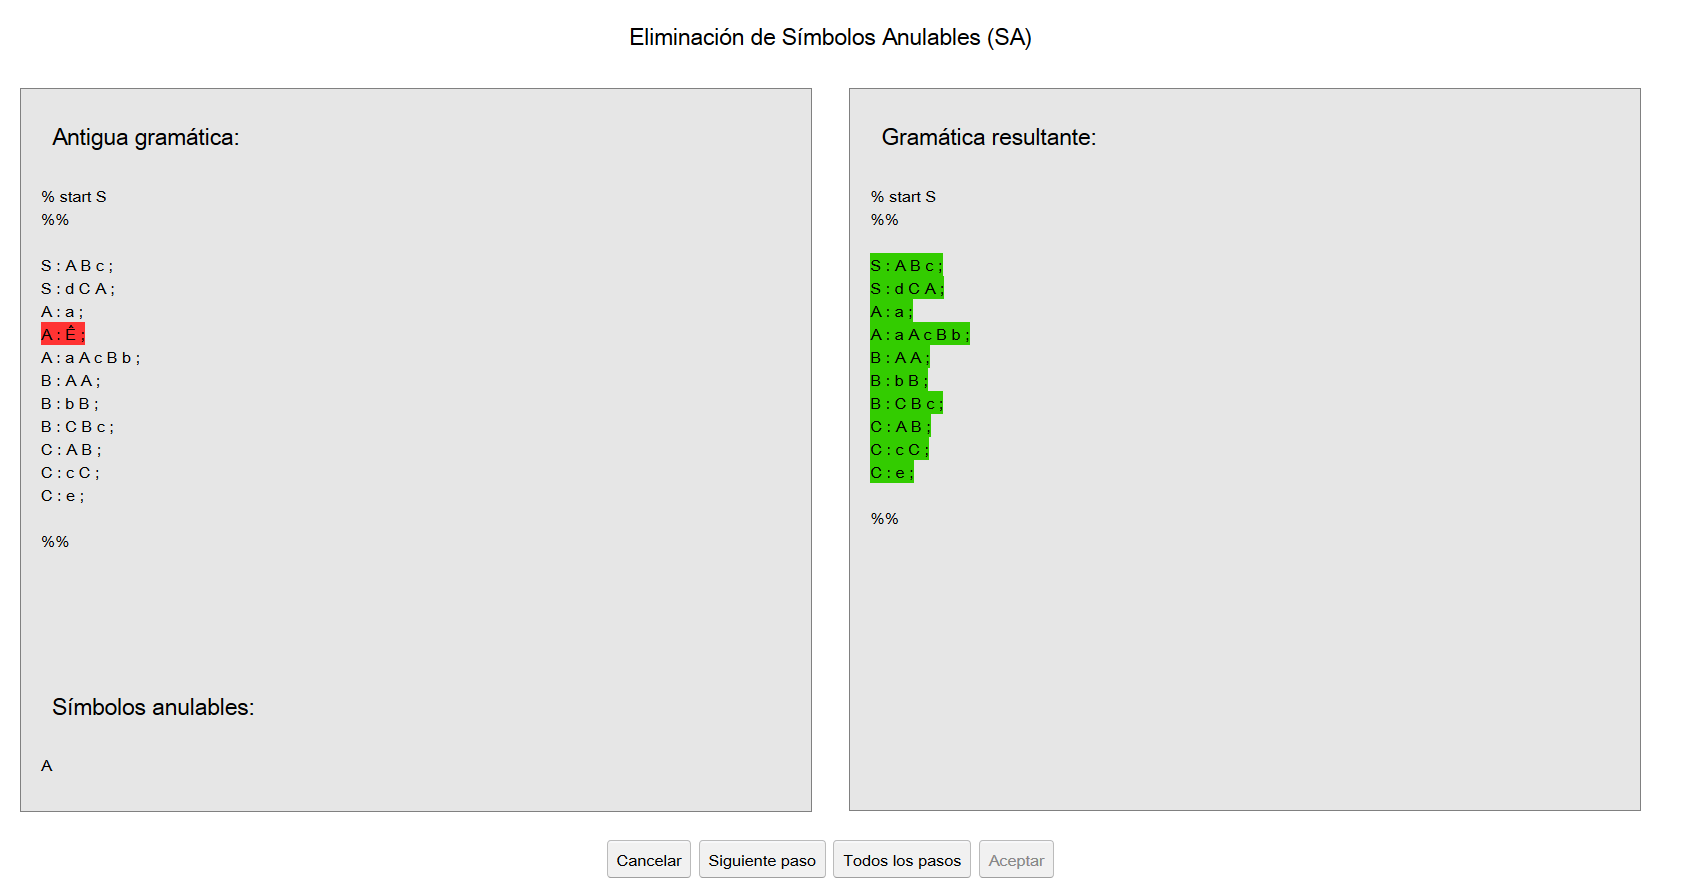 Eliminación de Símbolos Anulables (SA)
Antigua gramática:
% start S
%%
S : A B c ;
S : d C A ;
A : a ;
A : Ê ;
A : a A c B b ;
B : A A ;
B : b B ;
B : C B c ;
C : A B ;
C : c C ;
C : e ;
%%
Símbolos anulables:
A
Gramática resultante:
% start S
%%
S : A B c ;
S : d C A ;
A : a ;
A : a A c B b ;
B : A A ;
B : b B ;
B : C B c ;
C : A B ;
C : c C ;
C : e ;
%%
Cancelar
Siguiente paso
Todos los pasos
Aceptar